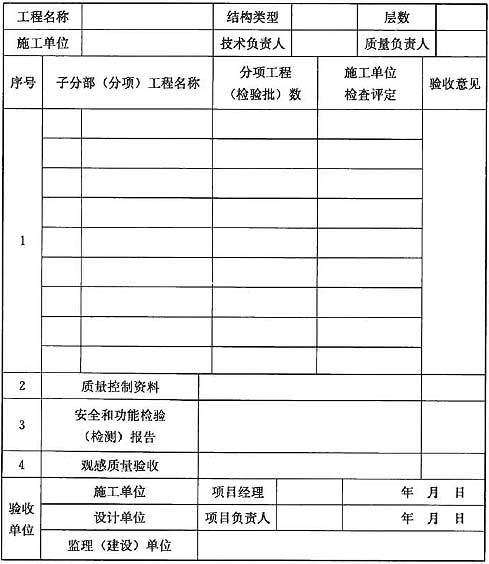 工程名称 结构类型 层数
施工单位 技术负责人 质量负责人
序号 子分部（分项）工程名称 分项工程（检验批）数 施工单位检查评定 验收意见
1
2 质量控制资料
3 安全和功能检验（检测）报告
4 观感质量验收
验收单位 施工单位 项目经理 年 月 日
设计单位 项目负责人 年 月 日
监理（建设）单位